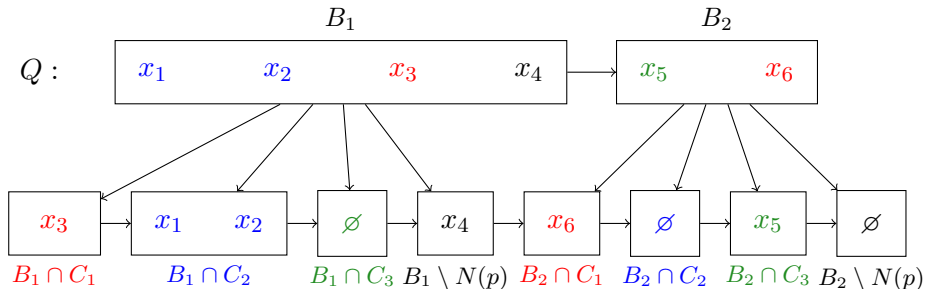 B₁ B₂
Q : x₁ x₂ x₃ x₄ x₅ x₆
x₃ x₁ x₂ ∅ x₄ x₆ ∅ x₅ ∅
B₁ ∩ C₁ B₁ ∩ C₂ B₁ ∩ C₃ B₁ \ N(p) B₂ ∩ C₁ B₂ ∩ C₂ B₂ ∩ C₃ B₂ \ N(p)